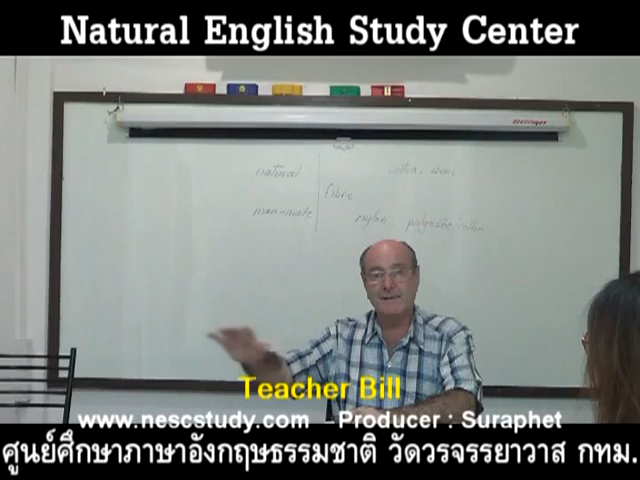 Natural English Study Center
natural cotton, wool
fibre
man-made nylon, polyester cotton
Teacher Bill
www.nescstudy.com - Producer : Suraphet
ศูนย์ศึกษาภาษาอังกฤษธรรมชาติ วัดวรจรรยาวาส กทม.